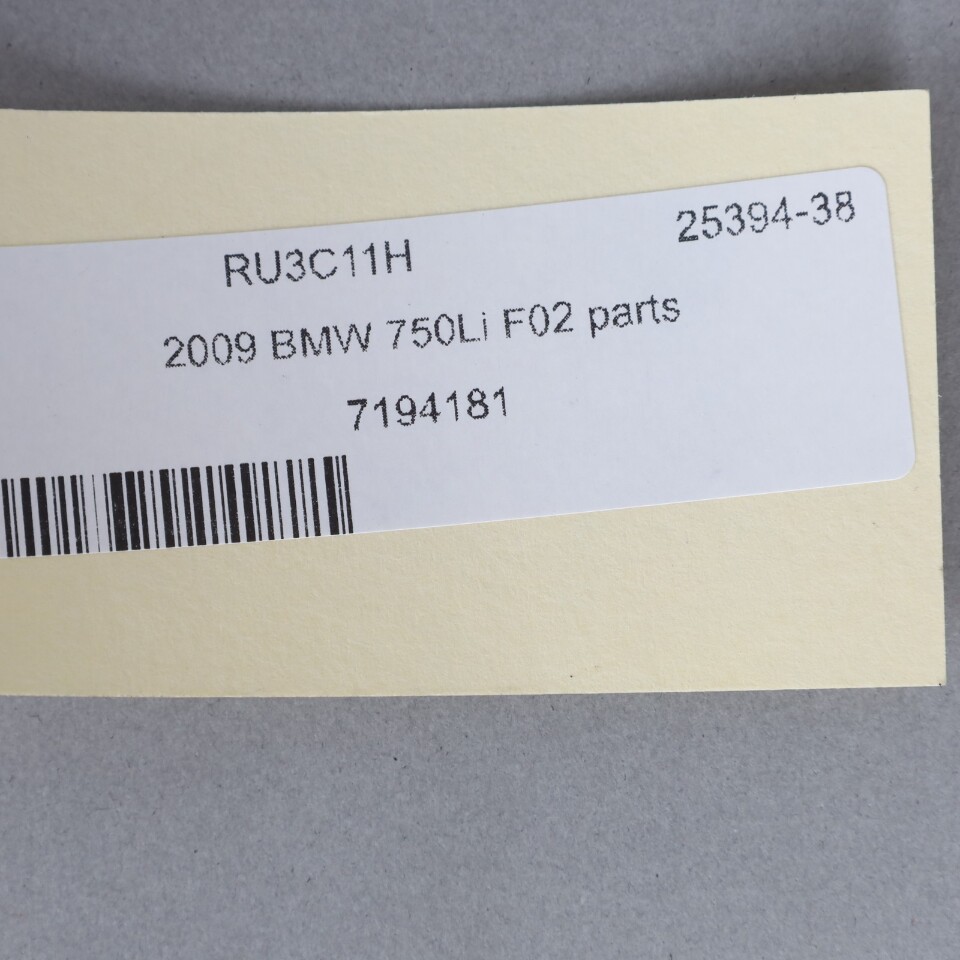 25394-38
RU3C11H
2009 BMW 750Li F02 parts
7194181